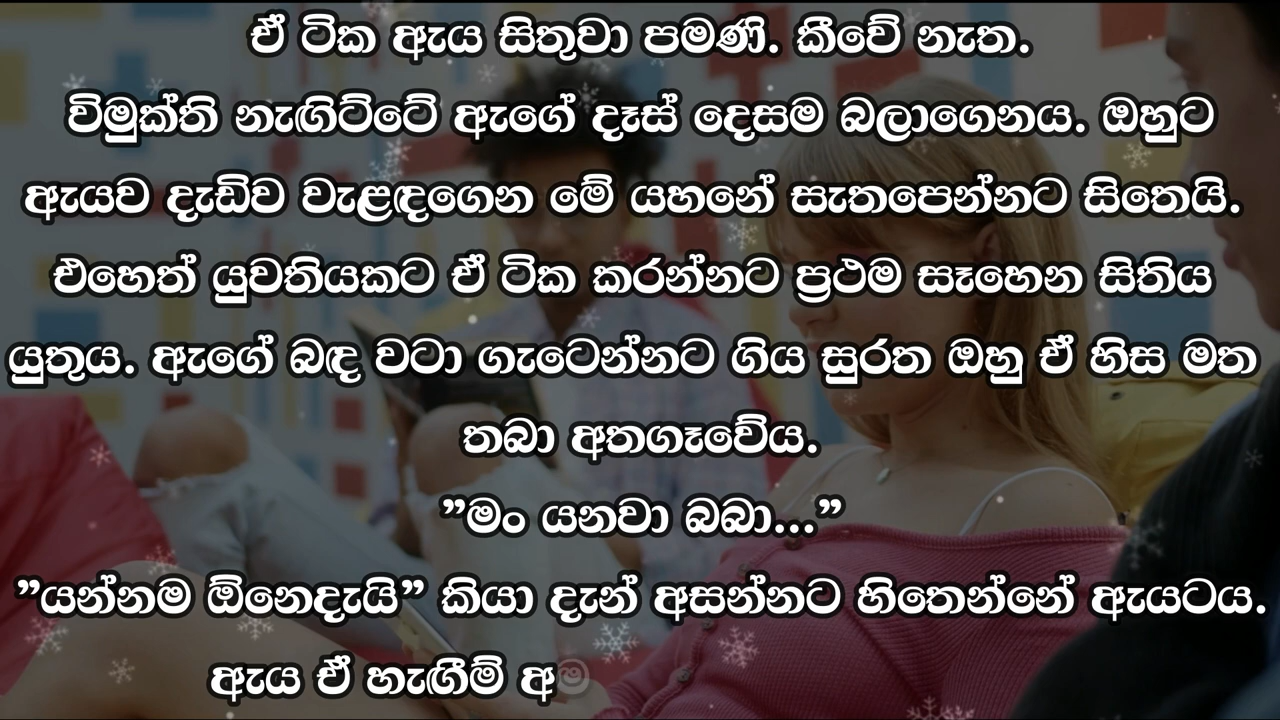 ඒ ටික ඇය සිතුවා පමණි. කීවේ නැත.
විමුක්ති නැඟිට්ටේ ඇගේ දෑස් දෙසම බලාගෙනය. ඔහුට
ඇයව දැඩිව වැළඳගෙන මේ යහනේ සැතපෙන්නට සිතෙයි.
එහෙත් යුවතියකට ඒ ටික කරන්නට ප්‍රථම සෑහෙන සිතිය
යුතුය. ඇගේ බඳ වටා ගැටෙන්නට ගිය සුරත ඔහු ඒ හිස මත
තබා අතගෑවේය.
”මං යනවා බබා...”
”යන්නම ඕනෙදැයි” කියා දැන් අසන්නට හිතෙන්නේ ඇයටය.
ඇය ඒ හැඟීම් අම